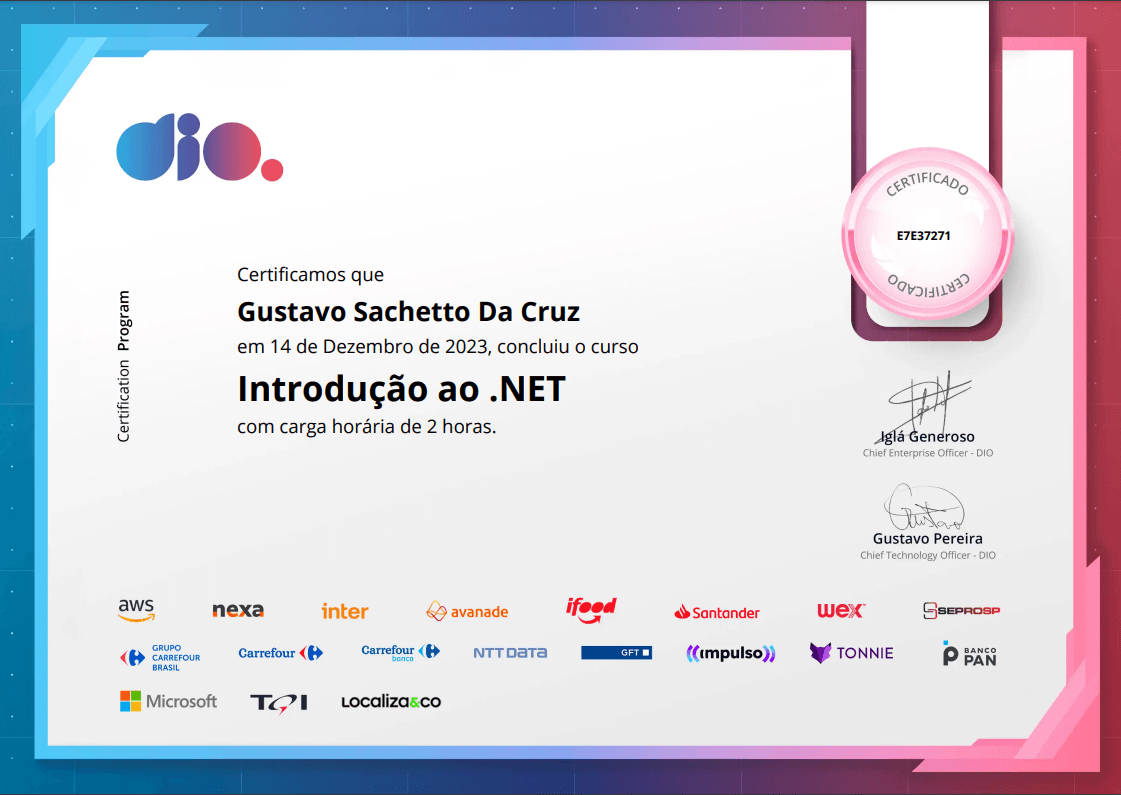 dio.
CERTIFICADO
E7E37271
CERTIFICADO
Certification Program
Certificamos que
Gustavo Sachetto Da Cruz
em 14 de Dezembro de 2023, concluiu o curso
Introdução ao .NET
com carga horária de 2 horas.
Iglá Generoso
Chief Enterprise Officer - DIO
Gustavo Pereira
Chief Technology Officer - DIO
aws nexa inter avanade ifood Santander wex SEPROSP
GRUPO CARREFOUR BRASIL Carrefour Carrefour banco NTT DATA GFT impulso TONNIE BANCO PAN
Microsoft TQI LOCALIZA&CO